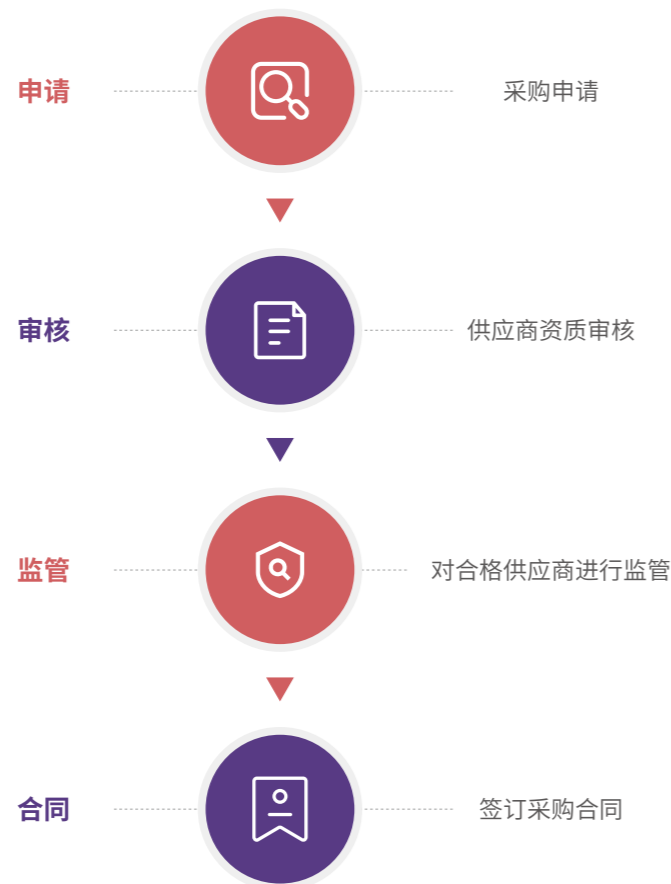 申请
采购申请
审核
供应商资质审核
监管
对合格供应商进行监管
合同
签订采购合同